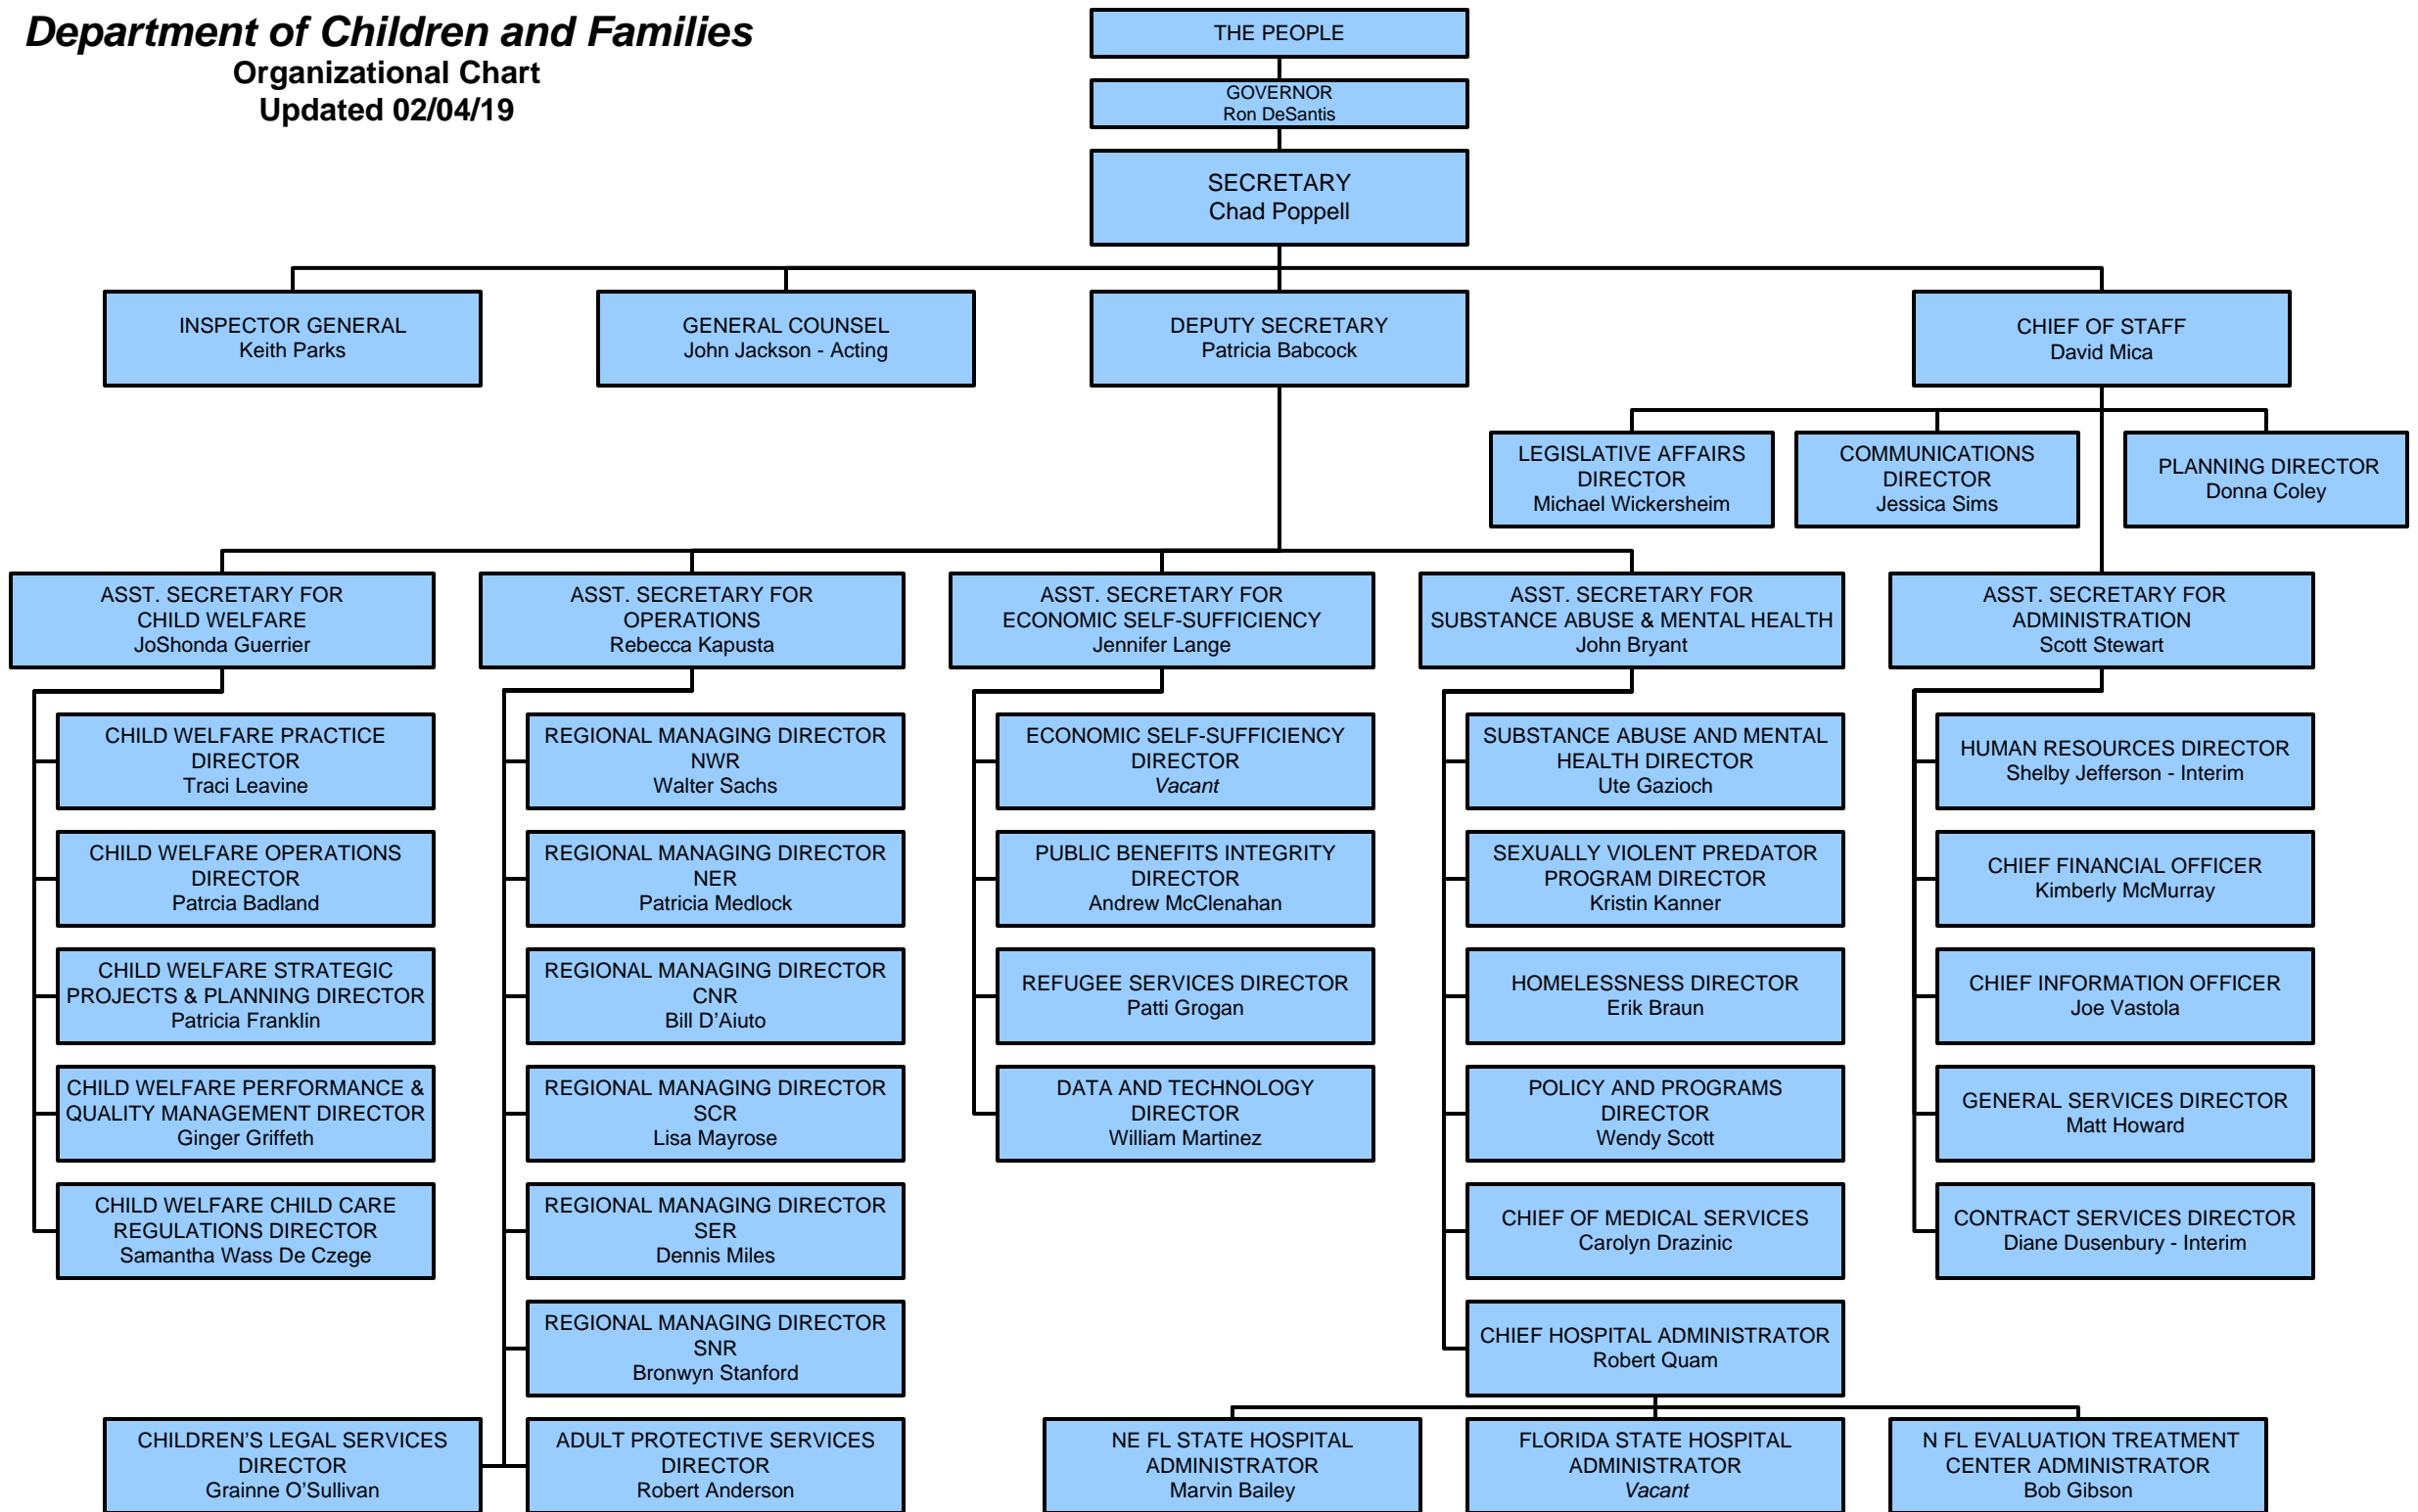 Department of Children and Families
Organizational Chart
Updated 02/04/19
THE PEOPLE
GOVERNOR
Ron DeSantis
SECRETARY
Chad Poppell
INSPECTOR GENERAL
Keith Parks
GENERAL COUNSEL
John Jackson - Acting
DEPUTY SECRETARY
Patricia Babcock
CHIEF OF STAFF
David Mica
LEGISLATIVE AFFAIRS
DIRECTOR
Michael Wickersheim
COMMUNICATIONS
DIRECTOR
Jessica Sims
PLANNING DIRECTOR
Donna Coley
ASST. SECRETARY FOR
CHILD WELFARE
JoShonda Guerrier
ASST. SECRETARY FOR
OPERATIONS
Rebecca Kapusta
ASST. SECRETARY FOR
ECONOMIC SELF-SUFFICIENCY
Jennifer Lange
ASST. SECRETARY FOR
SUBSTANCE ABUSE & MENTAL HEALTH
John Bryant
ASST. SECRETARY FOR
ADMINISTRATION
Scott Stewart
CHILD WELFARE PRACTICE
DIRECTOR
Traci Leavine
CHILD WELFARE OPERATIONS
DIRECTOR
Patrcia Badland
CHILD WELFARE STRATEGIC
PROJECTS & PLANNING DIRECTOR
Patricia Franklin
CHILD WELFARE PERFORMANCE &
QUALITY MANAGEMENT DIRECTOR
Ginger Griffeth
CHILD WELFARE CHILD CARE
REGULATIONS DIRECTOR
Samantha Wass De Czege
REGIONAL MANAGING DIRECTOR
NWR
Walter Sachs
REGIONAL MANAGING DIRECTOR
NER
Patricia Medlock
REGIONAL MANAGING DIRECTOR
CNR
Bill D’Aiuto
REGIONAL MANAGING DIRECTOR
SCR
Lisa Mayrose
REGIONAL MANAGING DIRECTOR
SER
Dennis Miles
REGIONAL MANAGING DIRECTOR
SNR
Bronwyn Stanford
CHILDREN’S LEGAL SERVICES
DIRECTOR
Grainne O’Sullivan
ADULT PROTECTIVE SERVICES
DIRECTOR
Robert Anderson
ECONOMIC SELF-SUFFICIENCY
DIRECTOR
Vacant
PUBLIC BENEFITS INTEGRITY
DIRECTOR
Andrew McClenahan
REFUGEE SERVICES DIRECTOR
Patti Grogan
DATA AND TECHNOLOGY
DIRECTOR
William Martinez
SUBSTANCE ABUSE AND MENTAL
HEALTH DIRECTOR
Ute Gazioch
SEXUALLY VIOLENT PREDATOR
PROGRAM DIRECTOR
Kristin Kanner
HOMELESSNESS DIRECTOR
Erik Braun
POLICY AND PROGRAMS
DIRECTOR
Wendy Scott
CHIEF OF MEDICAL SERVICES
Carolyn Drazinic
CHIEF HOSPITAL ADMINISTRATOR
Robert Quam
NE FL STATE HOSPITAL
ADMINISTRATOR
Marvin Bailey
FLORIDA STATE HOSPITAL
ADMINISTRATOR
Vacant
N FL EVALUATION TREATMENT
CENTER ADMINISTRATOR
Bob Gibson
HUMAN RESOURCES DIRECTOR
Shelby Jefferson - Interim
CHIEF FINANCIAL OFFICER
Kimberly McMurray
CHIEF INFORMATION OFFICER
Joe Vastola
GENERAL SERVICES DIRECTOR
Matt Howard
CONTRACT SERVICES DIRECTOR
Diane Dusenbury - Interim